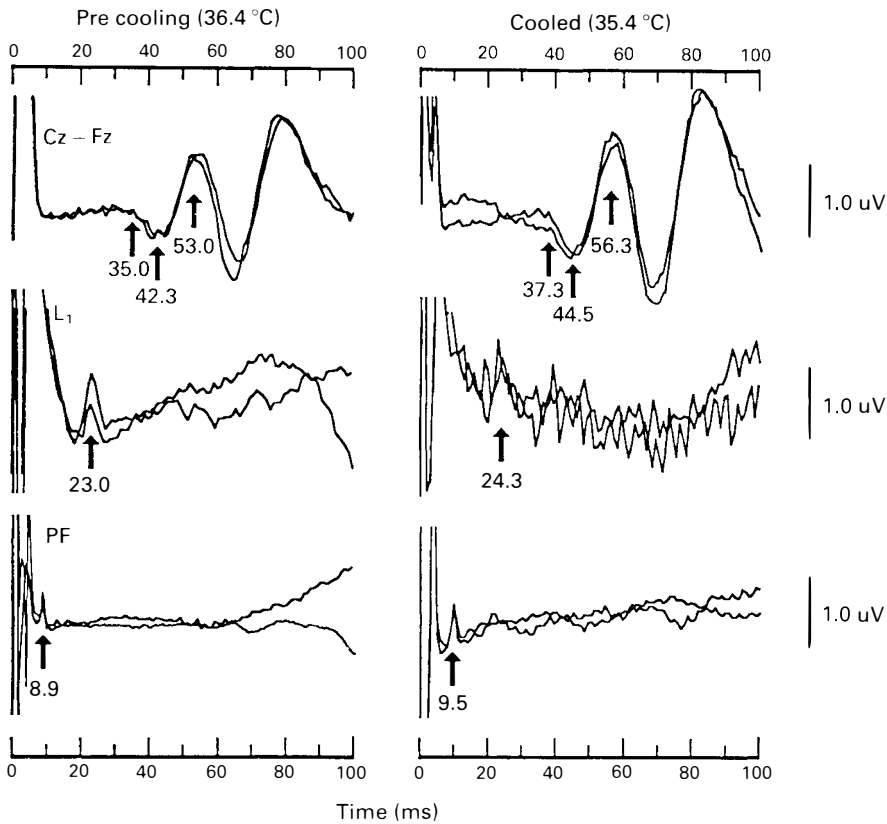 Pre cooling (36.4 °C)
Cooled (35.4 °C)
0 20 40 60 80 100
0 20 40 60 80 100
Cz – Fz
35.0
42.3
53.0
37.3
44.5
56.3
1.0 uV
L₁
23.0
24.3
1.0 uV
PF
8.9
9.5
1.0 uV
0 20 40 60 80 100
0 20 40 60 80 100
Time (ms)